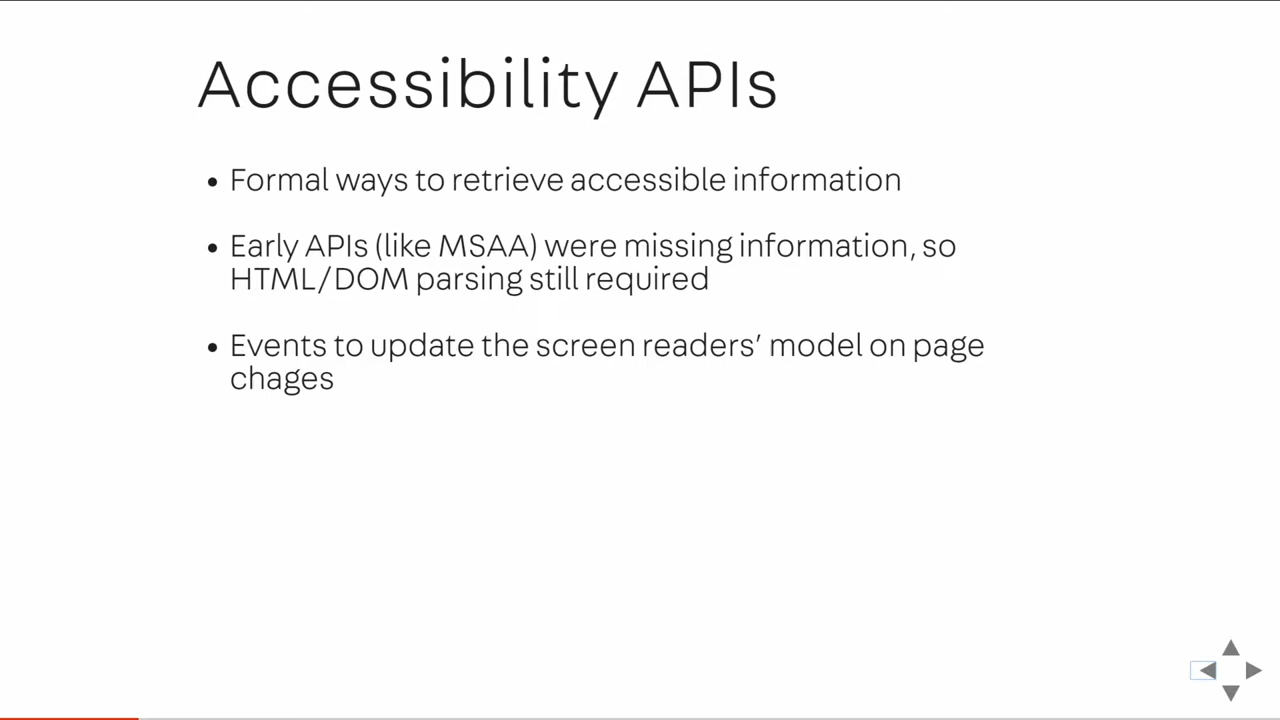 Accessibility APIs
• Formal ways to retrieve accessible information
• Early APIs (like MSAA) were missing information, so
HTML/DOM parsing still required
• Events to update the screen readers’ model on page
chages